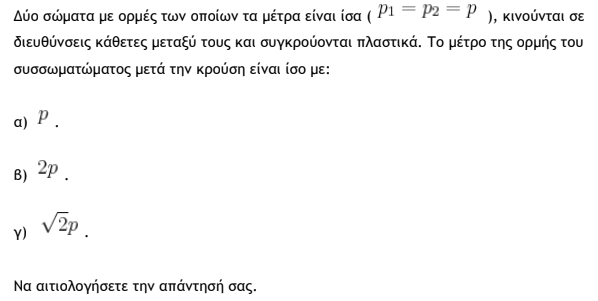 Δύο σώματα με ορμές των οποίων τα μέτρα είναι ίσα ( p₁ = p₂ = p ), κινούνται σε
διευθύνσεις κάθετες μεταξύ τους και συγκρούονται πλαστικά. Το μέτρο της ορμής του
συσσωματώματος μετά την κρούση είναι ίσο με:
α) p .
β) 2p .
γ) √2p .
Να αιτιολογήσετε την απάντησή σας.